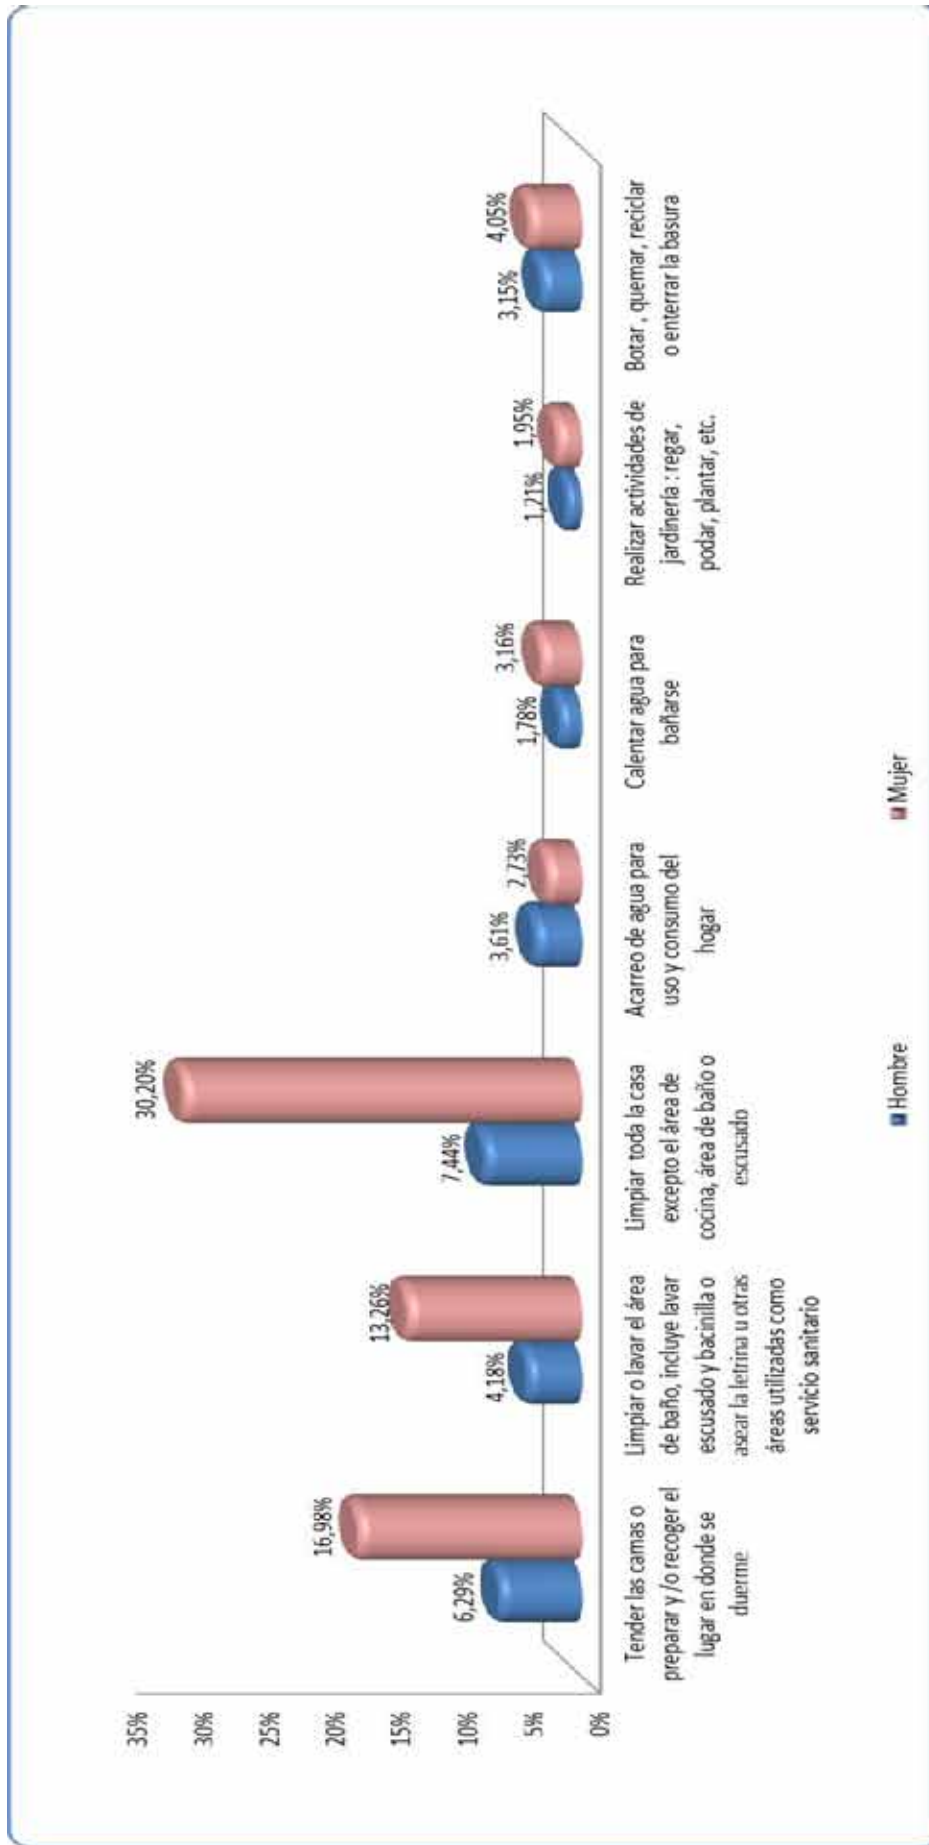 35%
30%
25%
20%
15%
10%
5%
0%
6,29%
16,98%
4,18%
13,26%
7,44%
30,20%
3,61%
2,73%
1,78%
3,16%
1,21%
1,95%
3,15%
4,05%
Tender las camas o
preparar y /o recoger el
lugar en donde se
duerme
Limpiar o lavar el área
de baño, incluye lavar
escusado y bacinilla o
asear la letrina u otras
áreas utilizadas como
servicio sanitario
Limpiar toda la casa
excepto el área de
cocina, área de baño o
escusado
Acarreo de agua para
uso y consumo del
hogar
Calentar agua para
bañarse
Realizar actividades de
jardinería : regar,
podar, plantar, etc.
Botar , quemar, reciclar
o enterrar la basura
Hombre
Mujer